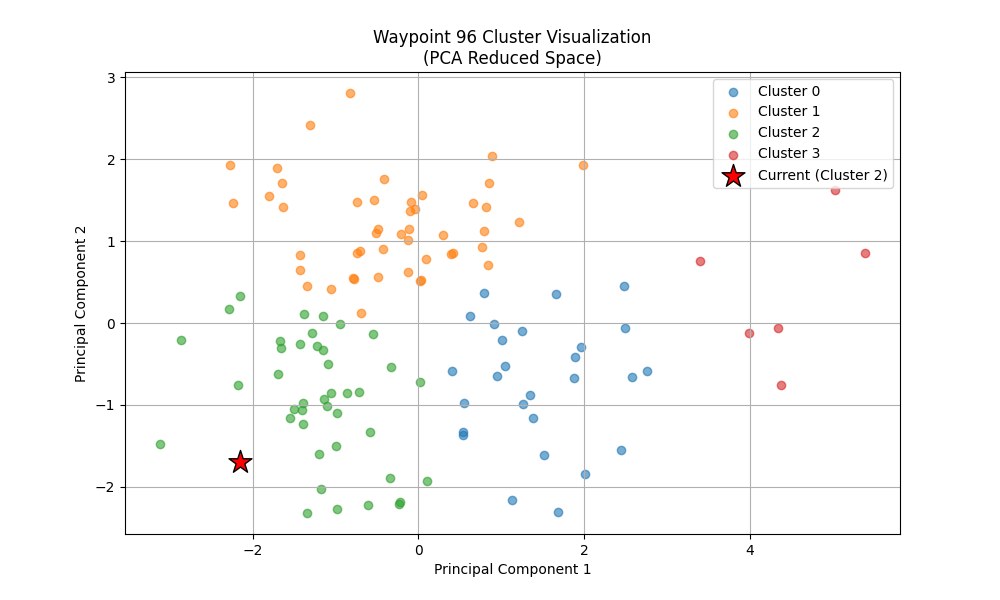 Waypoint 96 Cluster Visualization
(PCA Reduced Space)
Cluster 0
Cluster 1
Cluster 2
Cluster 3
Current (Cluster 2)
Principal Component 2
3
2
1
0
−1
−2
−2
0
2
4
Principal Component 1